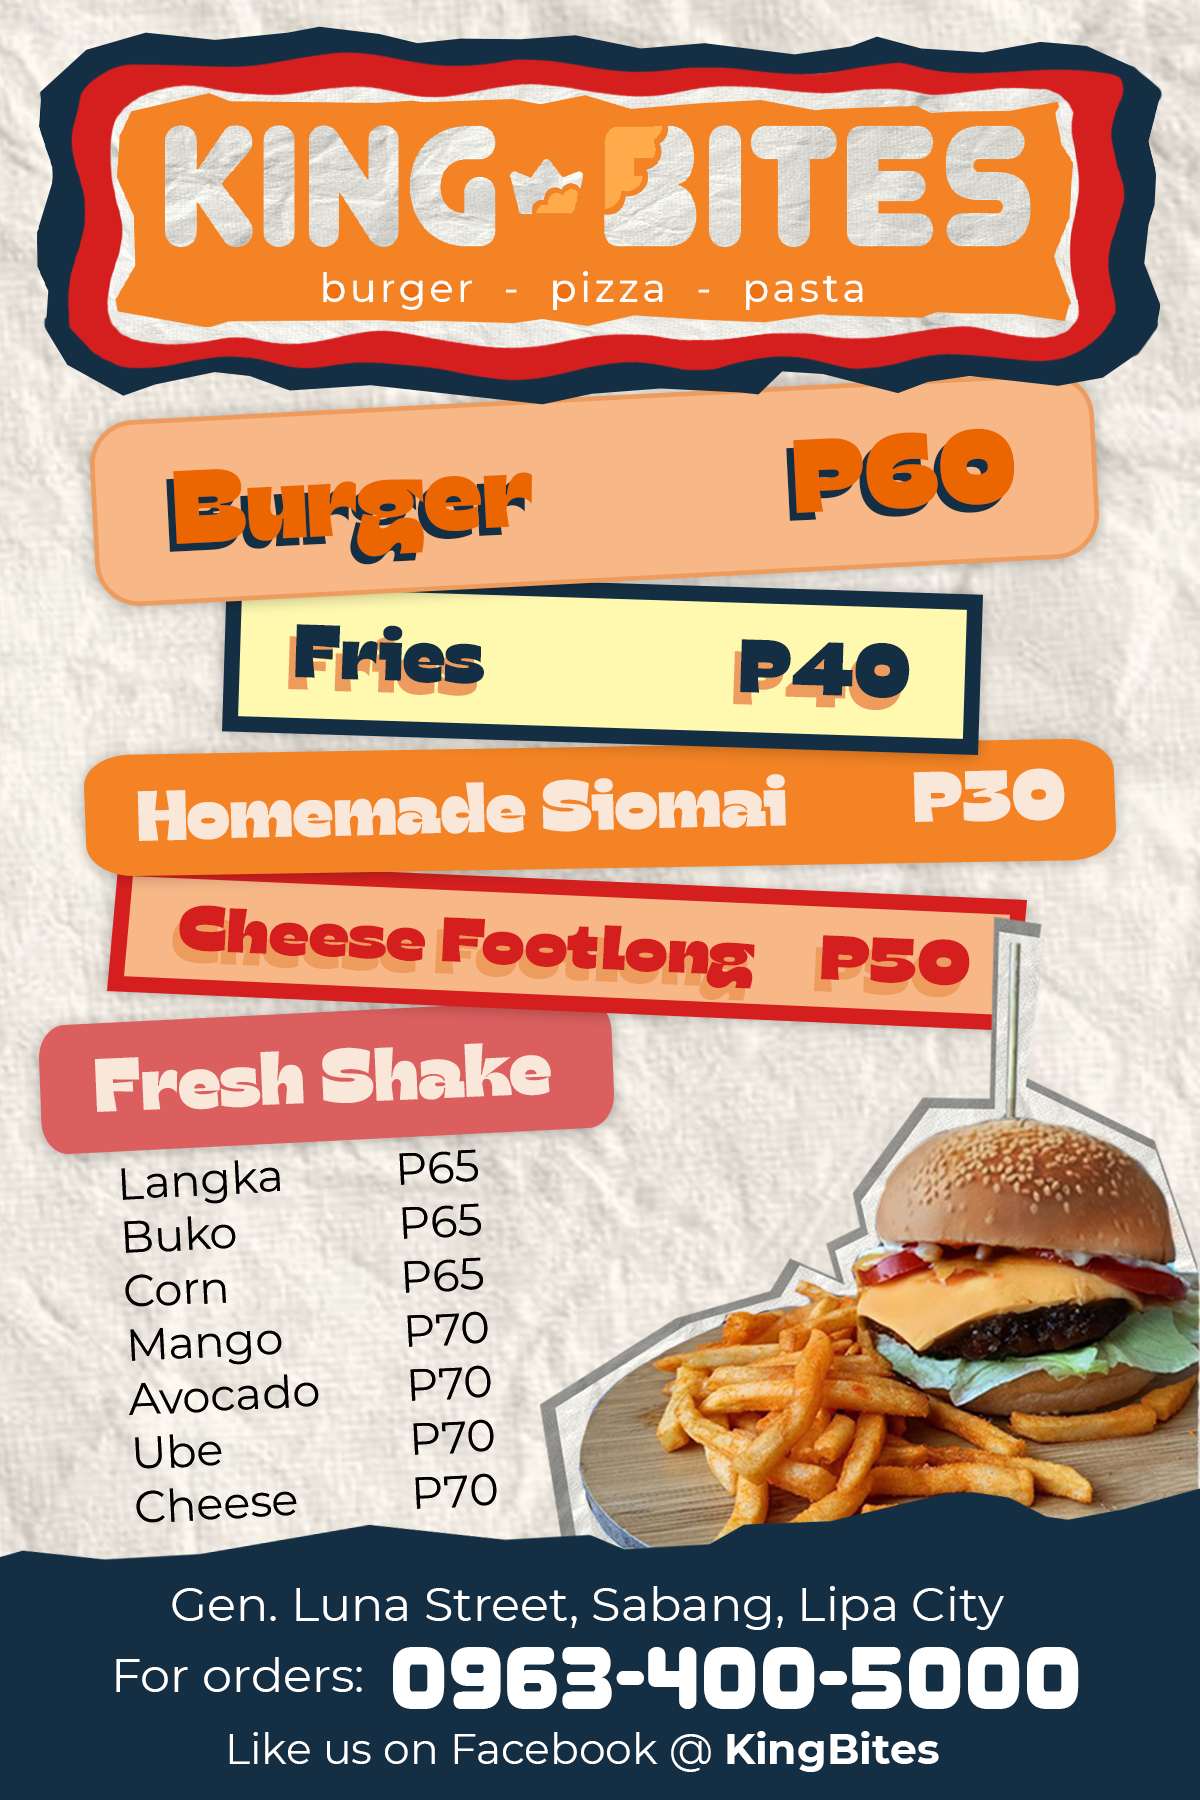 KING BITES
burger - pizza - pasta
Burger P60
Fries P40
Homemade Siomai P30
Cheese Footlong P50
Fresh Shake
Langka P65
Buko P65
Corn P65
Mango P70
Avocado P70
Ube P70
Cheese P70
Gen. Luna Street, Sabang, Lipa City
For orders: 0963-400-5000
Like us on Facebook @ KingBites